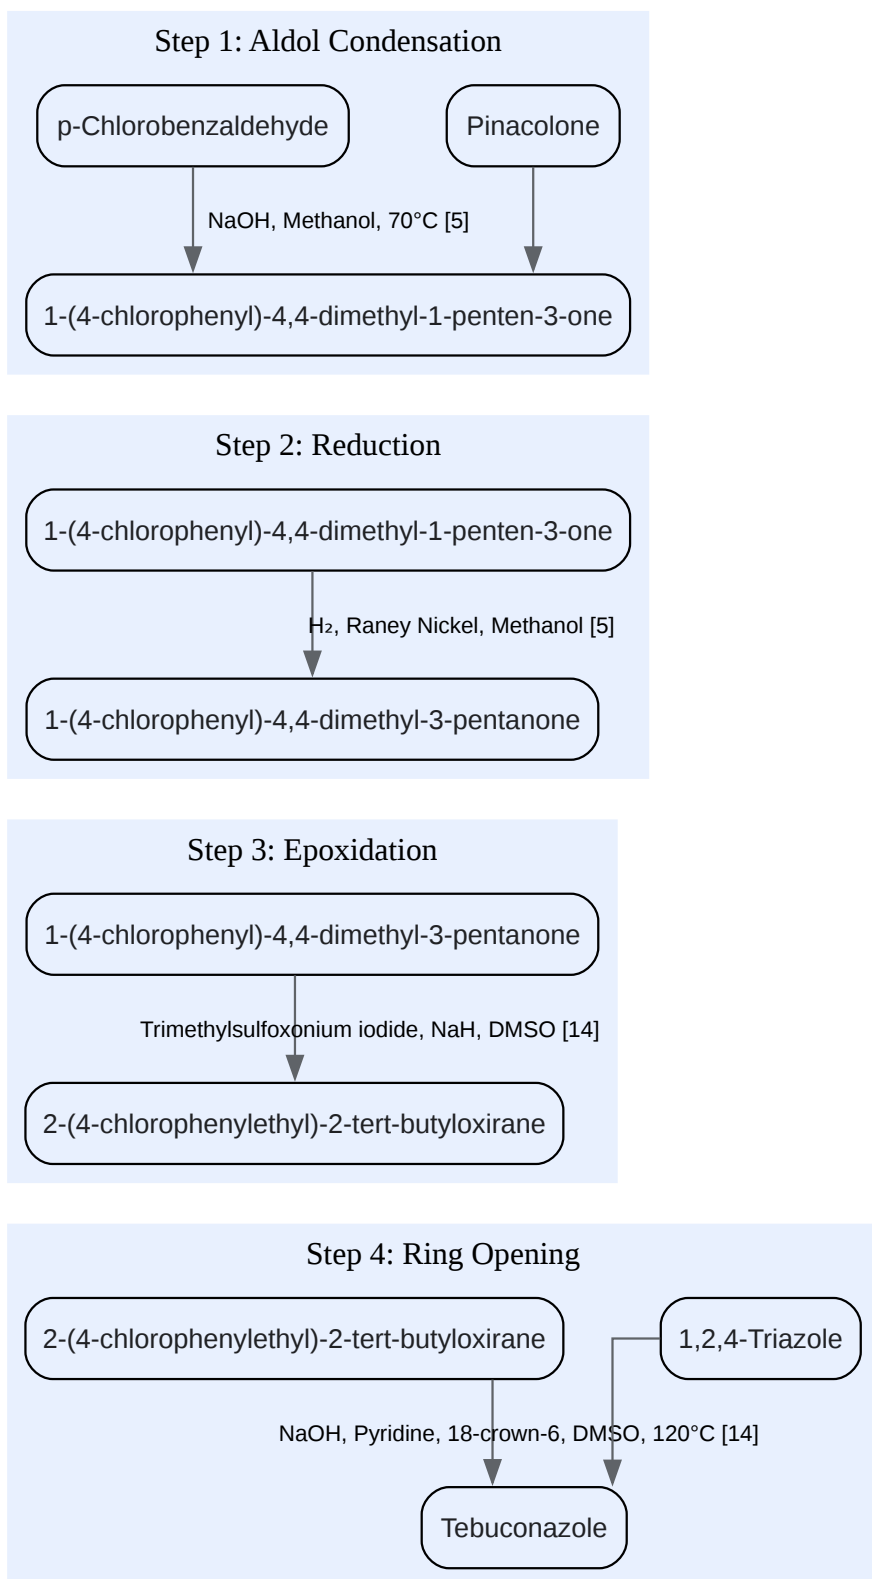 Step 1: Aldol Condensation
p-Chlorobenzaldehyde
Pinacolone
NaOH, Methanol, 70°C [5]
1-(4-chlorophenyl)-4,4-dimethyl-1-penten-3-one
Step 2: Reduction
1-(4-chlorophenyl)-4,4-dimethyl-1-penten-3-one
H₂, Raney Nickel, Methanol [5]
1-(4-chlorophenyl)-4,4-dimethyl-3-pentanone
Step 3: Epoxidation
1-(4-chlorophenyl)-4,4-dimethyl-3-pentanone
Trimethylsulfoxonium iodide, NaH, DMSO [14]
2-(4-chlorophenylethyl)-2-tert-butyloxirane
Step 4: Ring Opening
2-(4-chlorophenylethyl)-2-tert-butyloxirane
1,2,4-Triazole
NaOH, Pyridine, 18-crown-6, DMSO, 120°C [14]
Tebuconazole